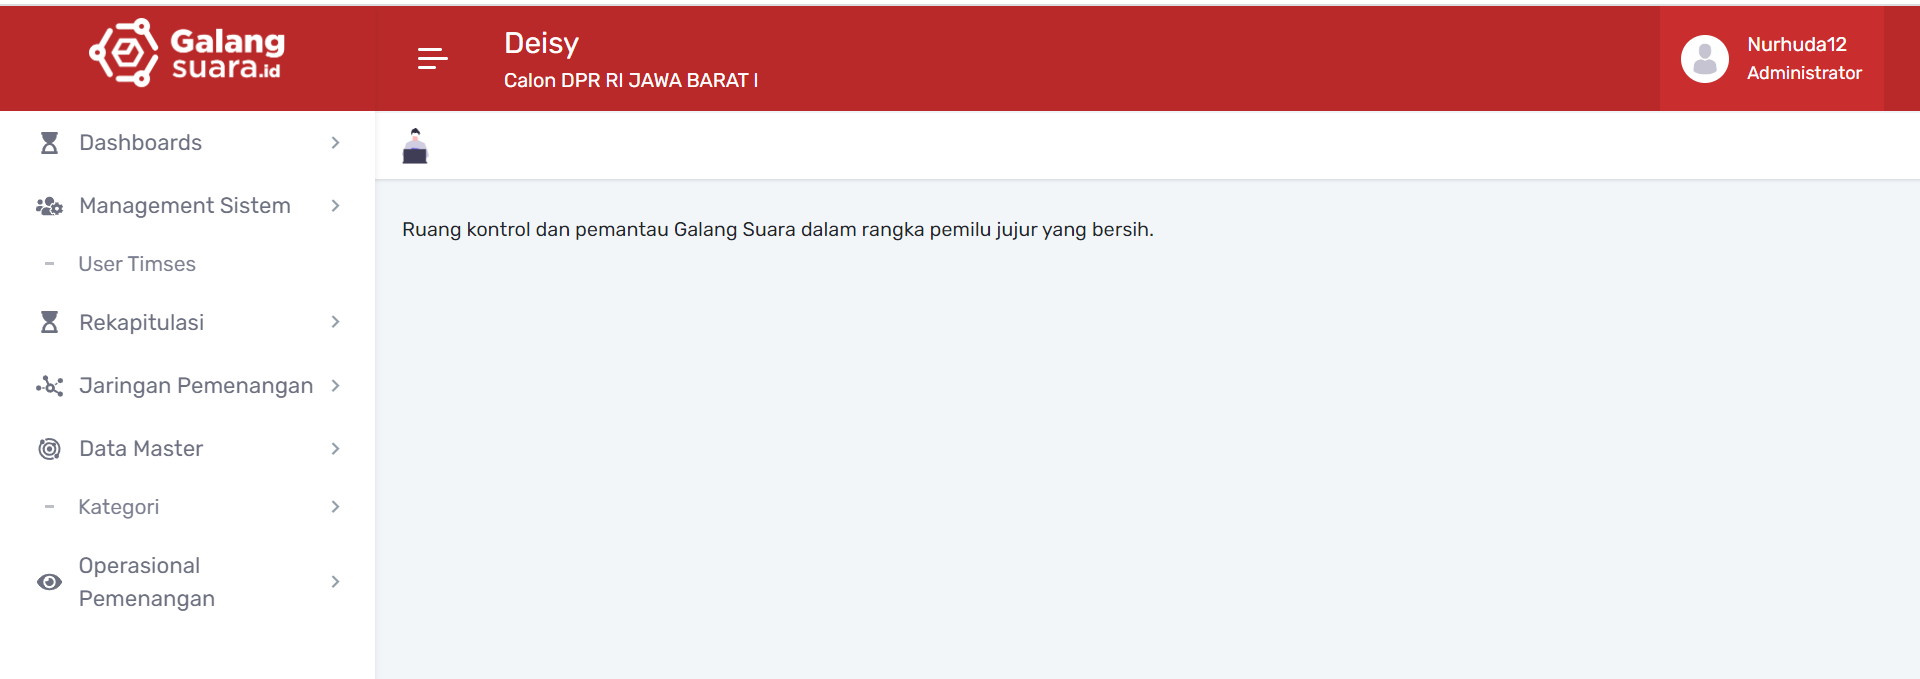 Galang
suara.id
Deisy
Calon DPR RI JAWA BARAT I
Nurhuda12
Administrator
Dashboards
Management Sistem
User Timses
Rekapitulasi
Jaringan Pemenangan
Data Master
Kategori
Operasional
Pemenangan
Ruang kontrol dan pemantau Galang Suara dalam rangka pemilu jujur yang bersih.